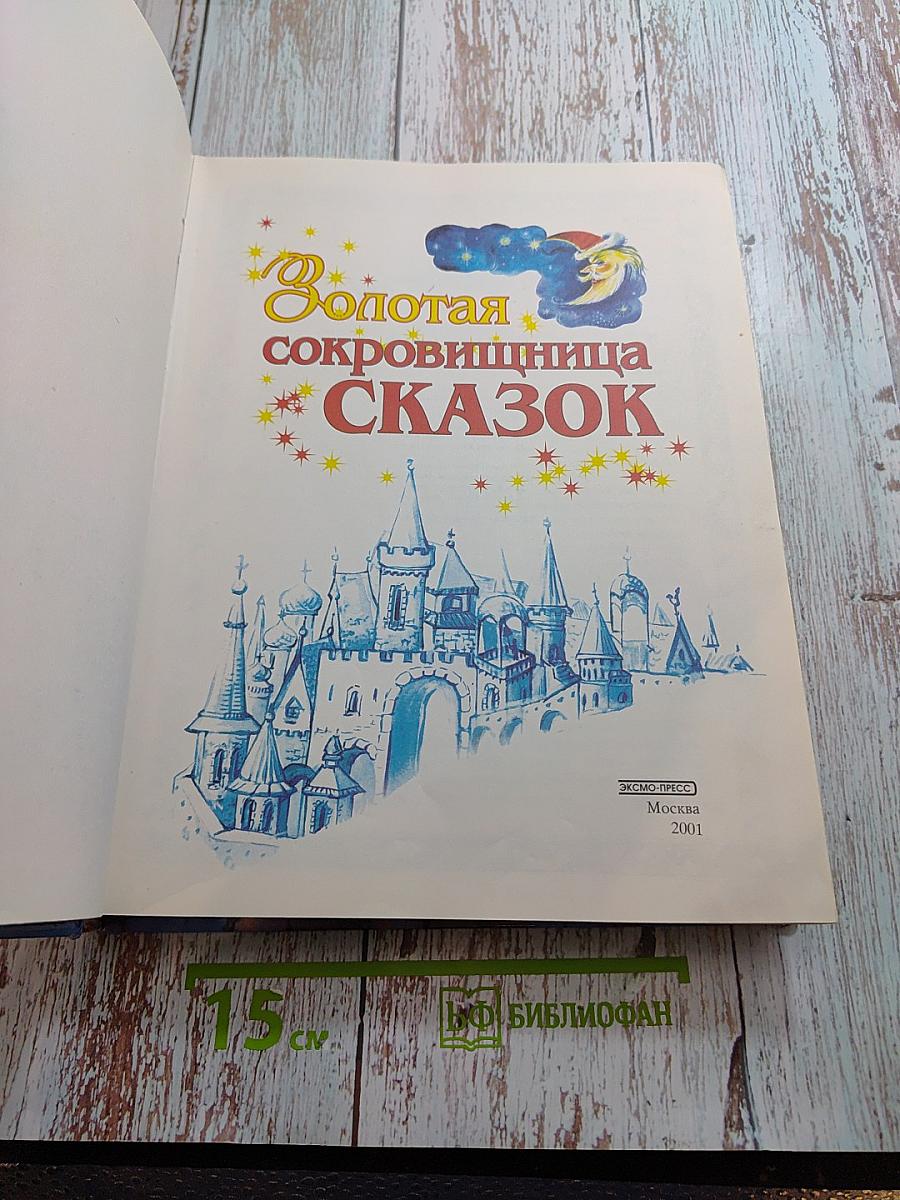 Золотая
сокровищница
СКАЗОК
ЭКСМО-ПРЕСС
Москва
2001
15 см
БФ БИБЛИОФАН